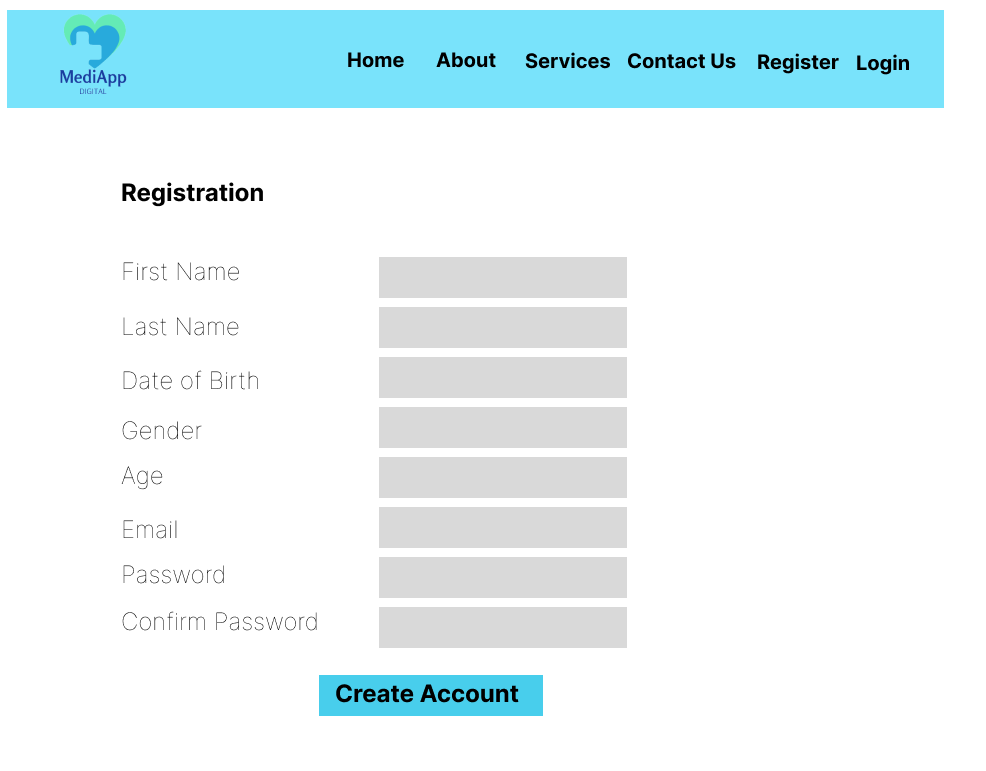 MediApp
DIGITAL
Home About Services Contact Us Register Login
Registration
First Name
Last Name
Date of Birth
Gender
Age
Email
Password
Confirm Password
Create Account